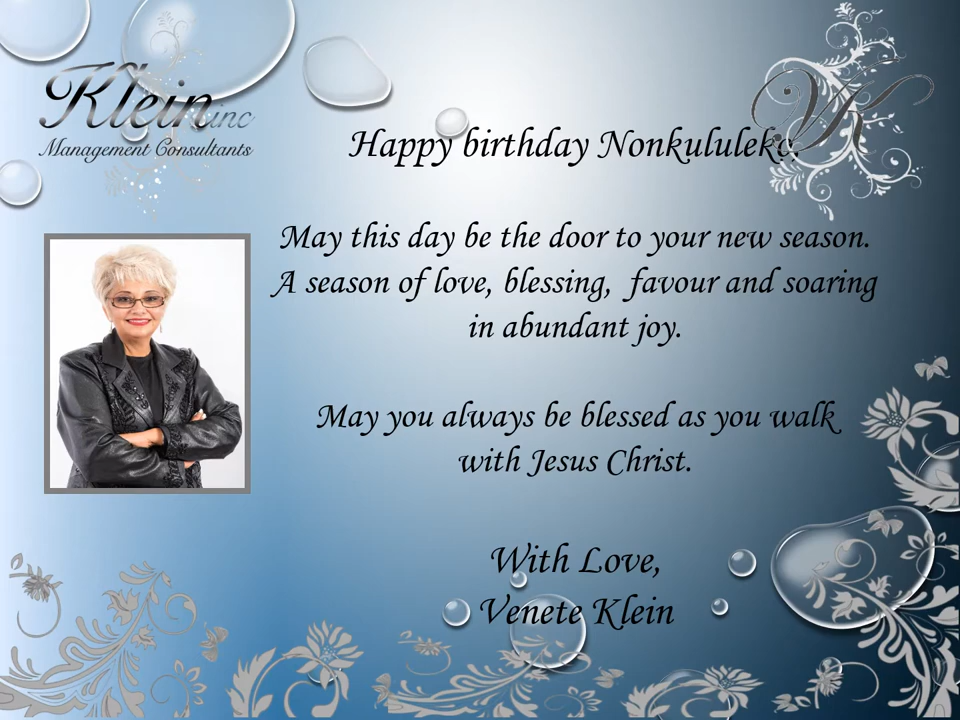 Klein inc
Management Consultants
VK
Happy birthday Nonkululeko,
May this day be the door to your new season.
A season of love, blessing,  favour and soaring
in abundant joy.
May you always be blessed as you walk
with Jesus Christ.
With Love,
Venete Klein